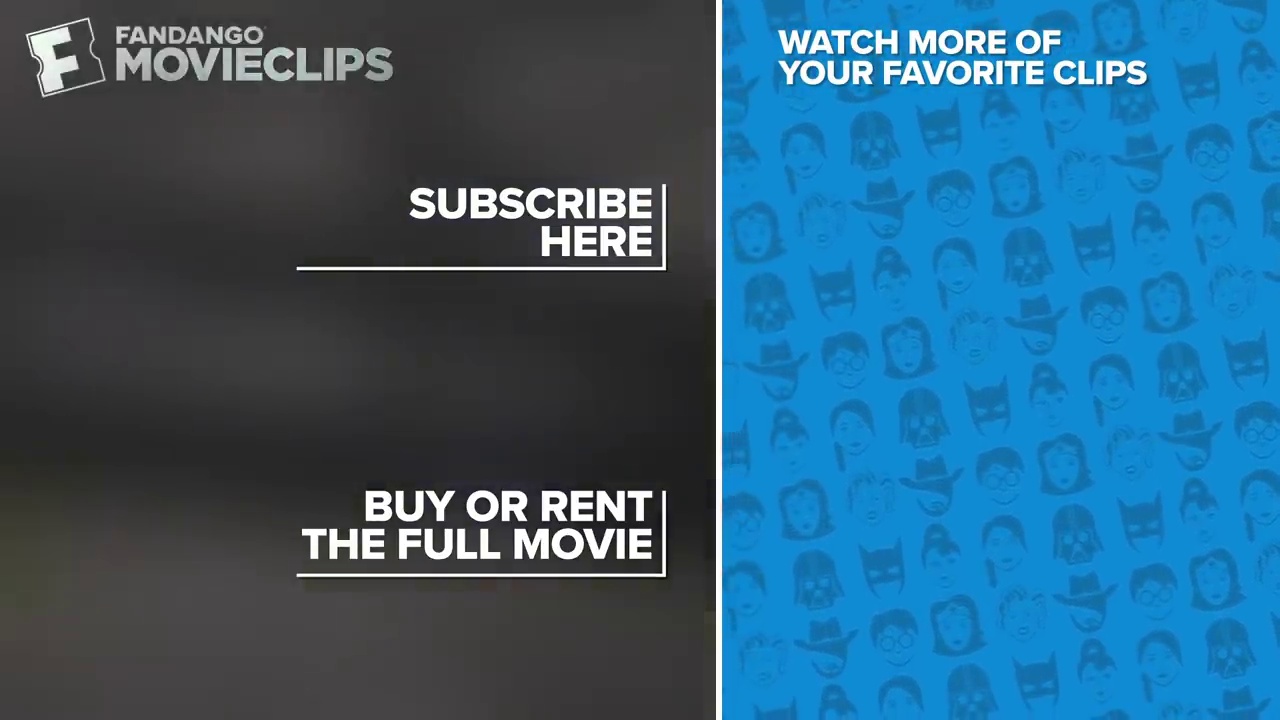 FANDANGO
MOVIECLIPS
SUBSCRIBE
HERE
BUY OR RENT
THE FULL MOVIE
WATCH MORE OF
YOUR FAVORITE CLIPS